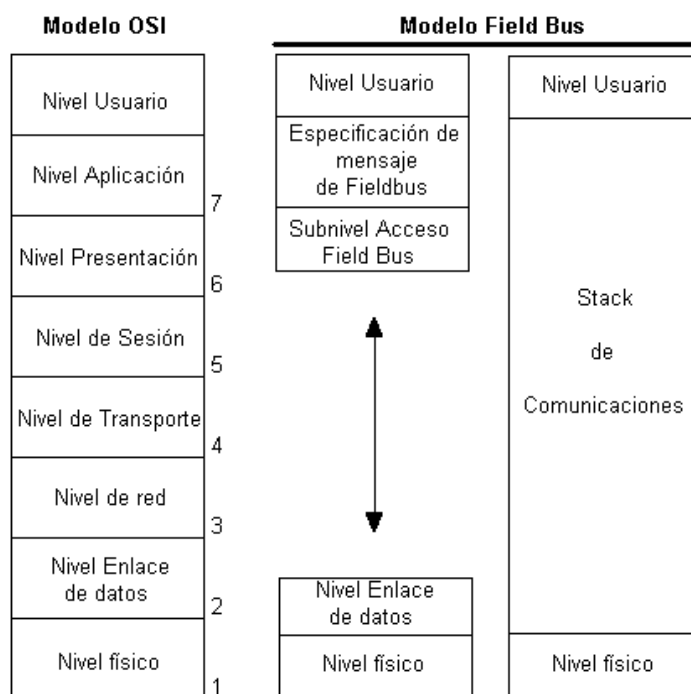 Modelo OSI
Nivel Usuario
Nivel Aplicación
7
Nivel Presentación
6
Nivel de Sesión
5
Nivel de Transporte
4
Nivel de red
3
Nivel Enlace
de datos
2
Nivel físico
1
Modelo Field Bus
Nivel Usuario
Especificación de
mensaje
de Fieldbus
Subnivel Acceso
Field Bus
Nivel Enlace
de datos
Nivel físico
Nivel Usuario
Stack
de
Comunicaciones
Nivel físico